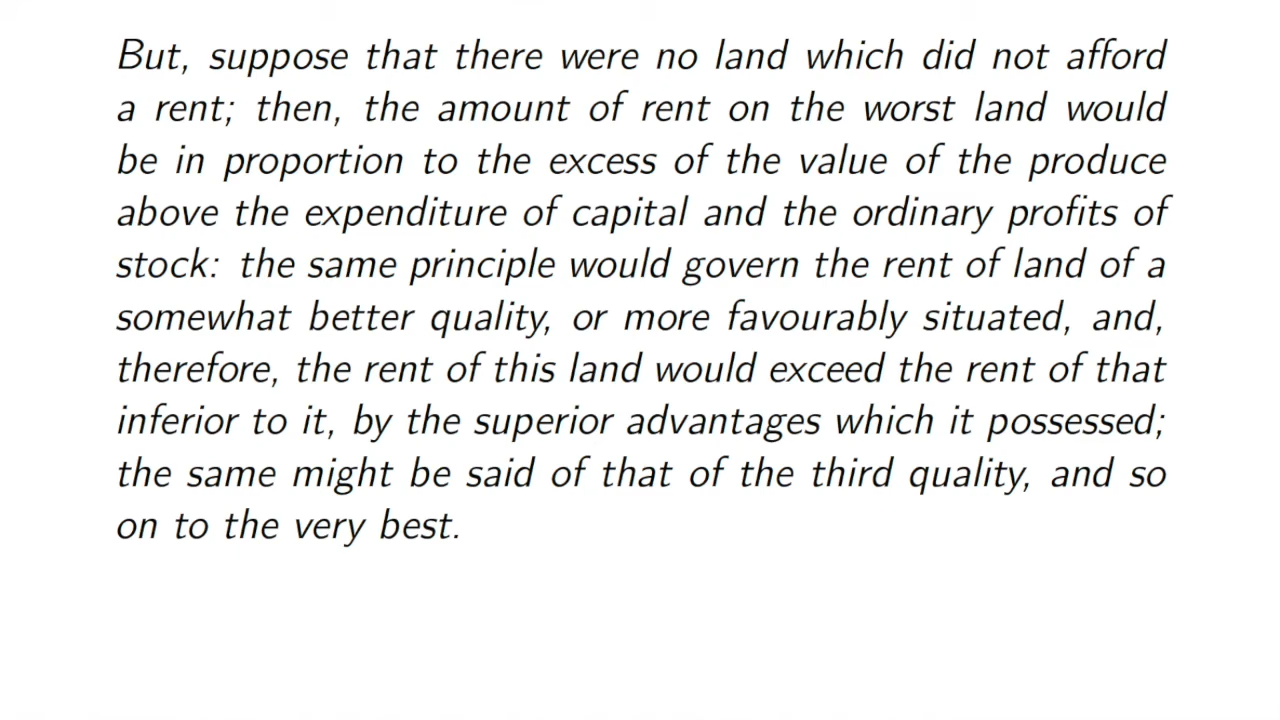 But, suppose that there were no land which did not afford
a rent; then, the amount of rent on the worst land would
be in proportion to the excess of the value of the produce
above the expenditure of capital and the ordinary profits of
stock: the same principle would govern the rent of land of a
somewhat better quality, or more favourably situated, and,
therefore, the rent of this land would exceed the rent of that
inferior to it, by the superior advantages which it possessed;
the same might be said of that of the third quality, and so
on to the very best.